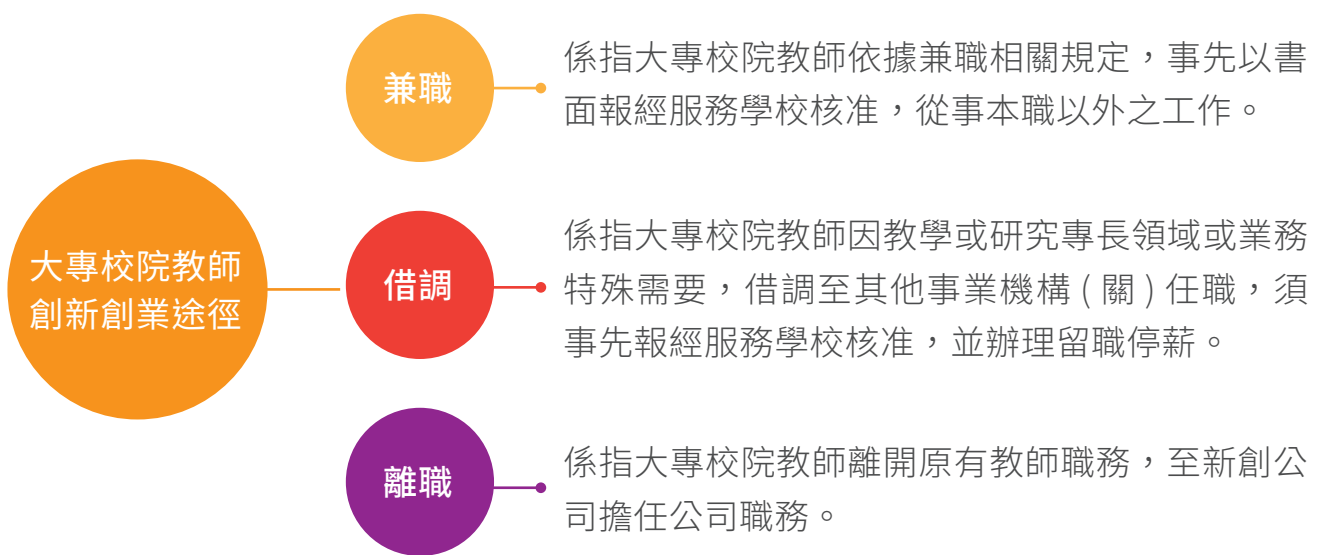 大專校院教師
創新創業途徑
兼職
係指大專校院教師依據兼職相關規定，事先以書
面報經服務學校核准，從事本職以外之工作。
借調
係指大專校院教師因教學或研究專長領域或業務
特殊需要，借調至其他事業機構 ( 關 ) 任職，須
事先報經服務學校核准，並辦理留職停薪。
離職
係指大專校院教師離開原有教師職務，至新創公
司擔任公司職務。